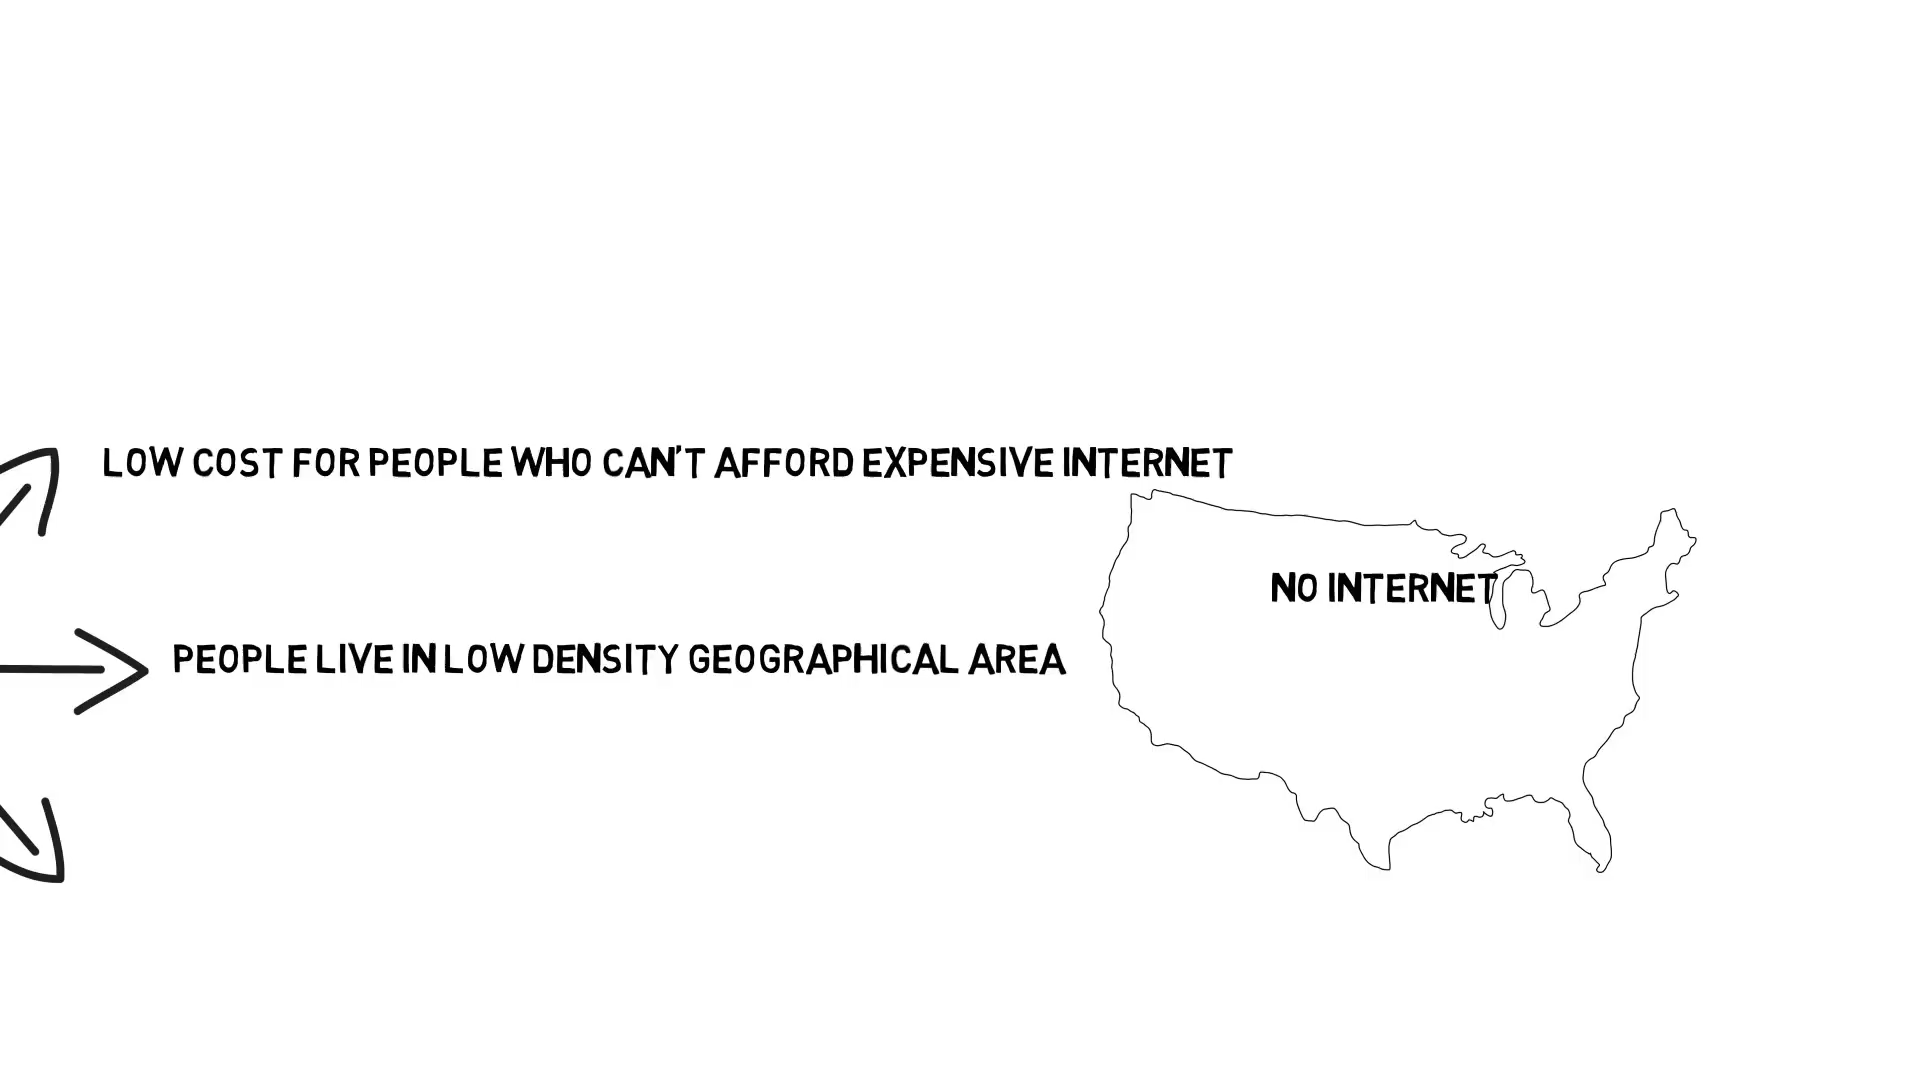 LOW COST FOR PEOPLE WHO CAN'T AFFORD EXPENSIVE INTERNET
NO INTERNET
PEOPLE LIVE IN LOW DENSITY GEOGRAPHICAL AREA